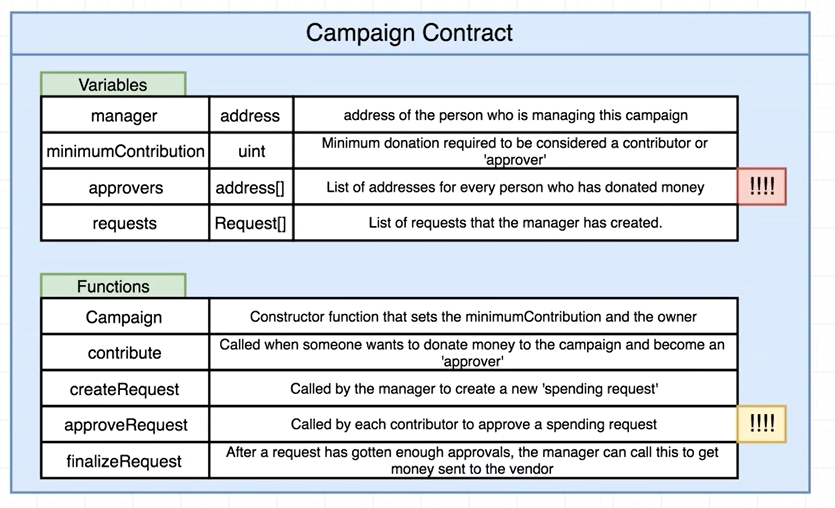 Campaign Contract
Variables
manager address address of the person who is managing this campaign
minimumContribution uint Minimum donation required to be considered a contributor or
'approver'
approvers address[] List of addresses for every person who has donated money !!!!
requests Request[] List of requests that the manager has created.
Functions
Campaign Constructor function that sets the minimumContribution and the owner
contribute Called when someone wants to donate money to the campaign and become an
'approver'
createRequest Called by the manager to create a new 'spending request'
approveRequest Called by each contributor to approve a spending request !!!!
finalizeRequest After a request has gotten enough approvals, the manager can call this to get
money sent to the vendor